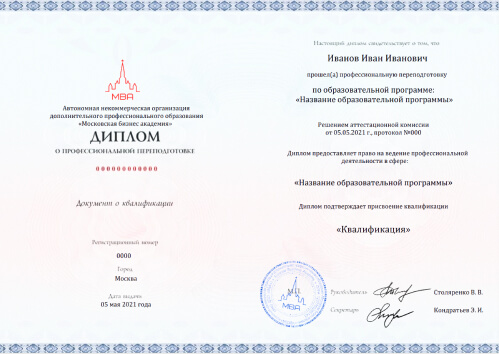 МВА
Автономная некоммерческая организация
дополнительного профессионального образования
«Московская бизнес академия»
ДИПЛОМ
О ПРОФЕССИОНАЛЬНОЙ ПЕРЕПОДГОТОВКЕ
000000000000
Документ о квалификации
Регистрационный номер
0000
Город
Москва
Дата выдачи
05 мая 2021 года
Настоящий диплом свидетельствует о том, что
Иванов Иван Иванович
прошел(а) профессиональную переподготовку
по образовательной программе:
«Название образовательной программы»
Решением аттестационной комиссии
от 05.05.2021 г., протокол №000
Диплом предоставляет право на ведение профессиональной
деятельности в сфере:
«Название образовательной программы»
Диплом подтверждает присвоение квалификации
«Квалификация»
М.П.
МВА
Руководитель
Столяренко В. В.
Секретарь
Кондратьев Э. И.